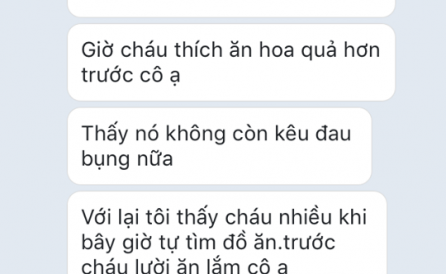 Giờ cháu thích ăn hoa quả hơn
trước cô ạ
Thấy nó không còn kêu đau
bụng nữa
Với lại tôi thấy cháu nhiều khi
bây giờ tự tìm đồ ăn.trước
cháu lười ăn lắm cô ạ